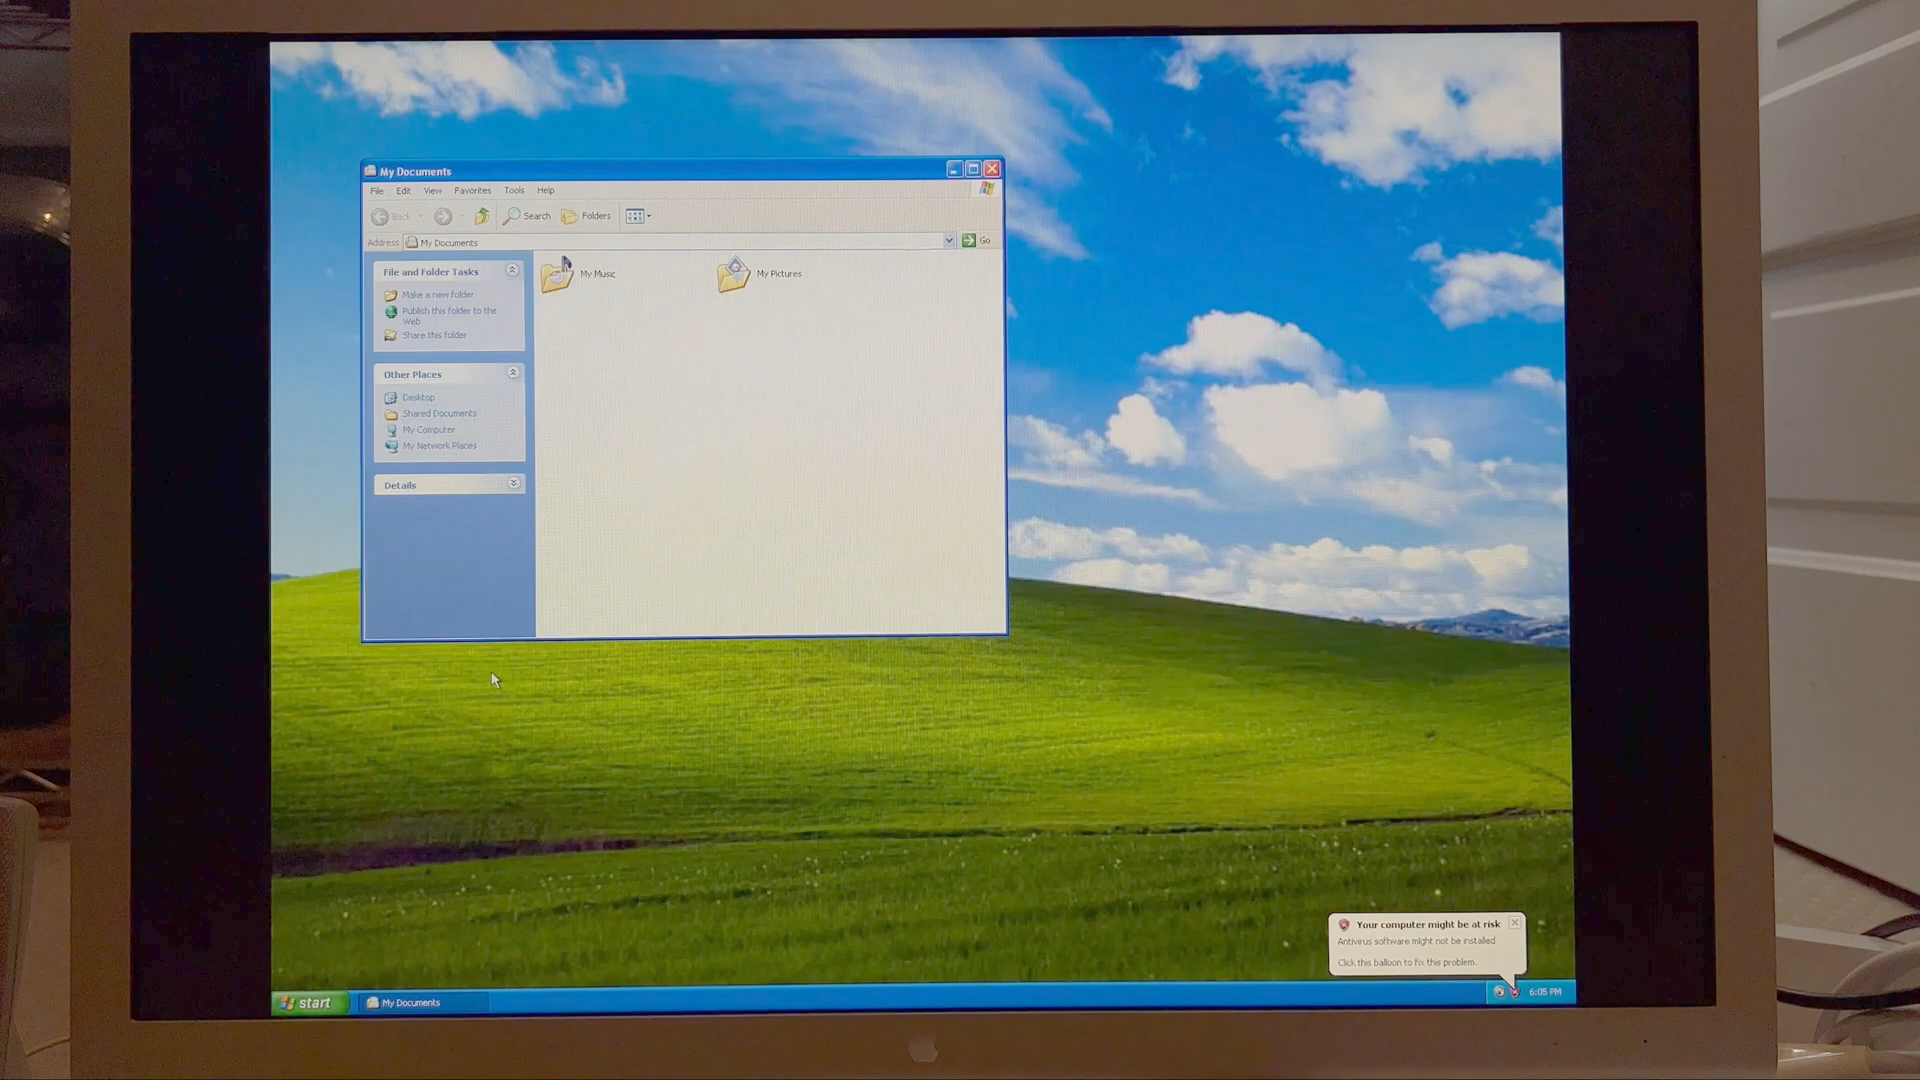 My Documents
File Edit View Favorites Tools Help
Back Search Folders
Address My Documents Go
File and Folder Tasks
Make a new folder
Publish this folder to the
Web
Share this folder
Other Places
Desktop
Shared Documents
My Computer
My Network Places
Details
My Music
My Pictures
Your computer might be at risk
Antivirus software might not be installed
Click this balloon to fix this problem.
start My Documents 6:05 PM